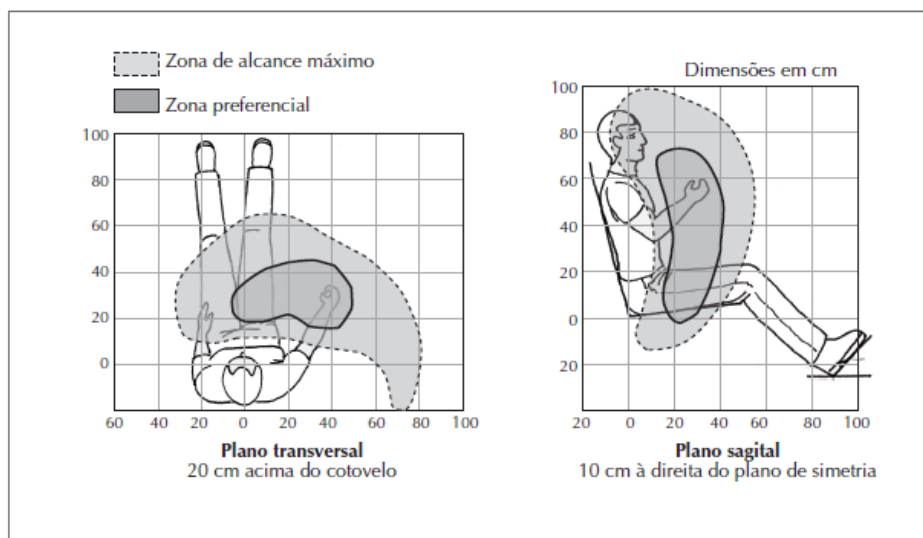 Zona de alcance máximo
Zona preferencial
Dimensões em cm
100
80
60
40
20
0
60 40 20 0 20 40 60 80 100
Plano transversal
20 cm acima do cotovelo
100
80
60
40
20
0
20
20 0 20 40 60 80 100
Plano sagital
10 cm à direita do plano de simetria